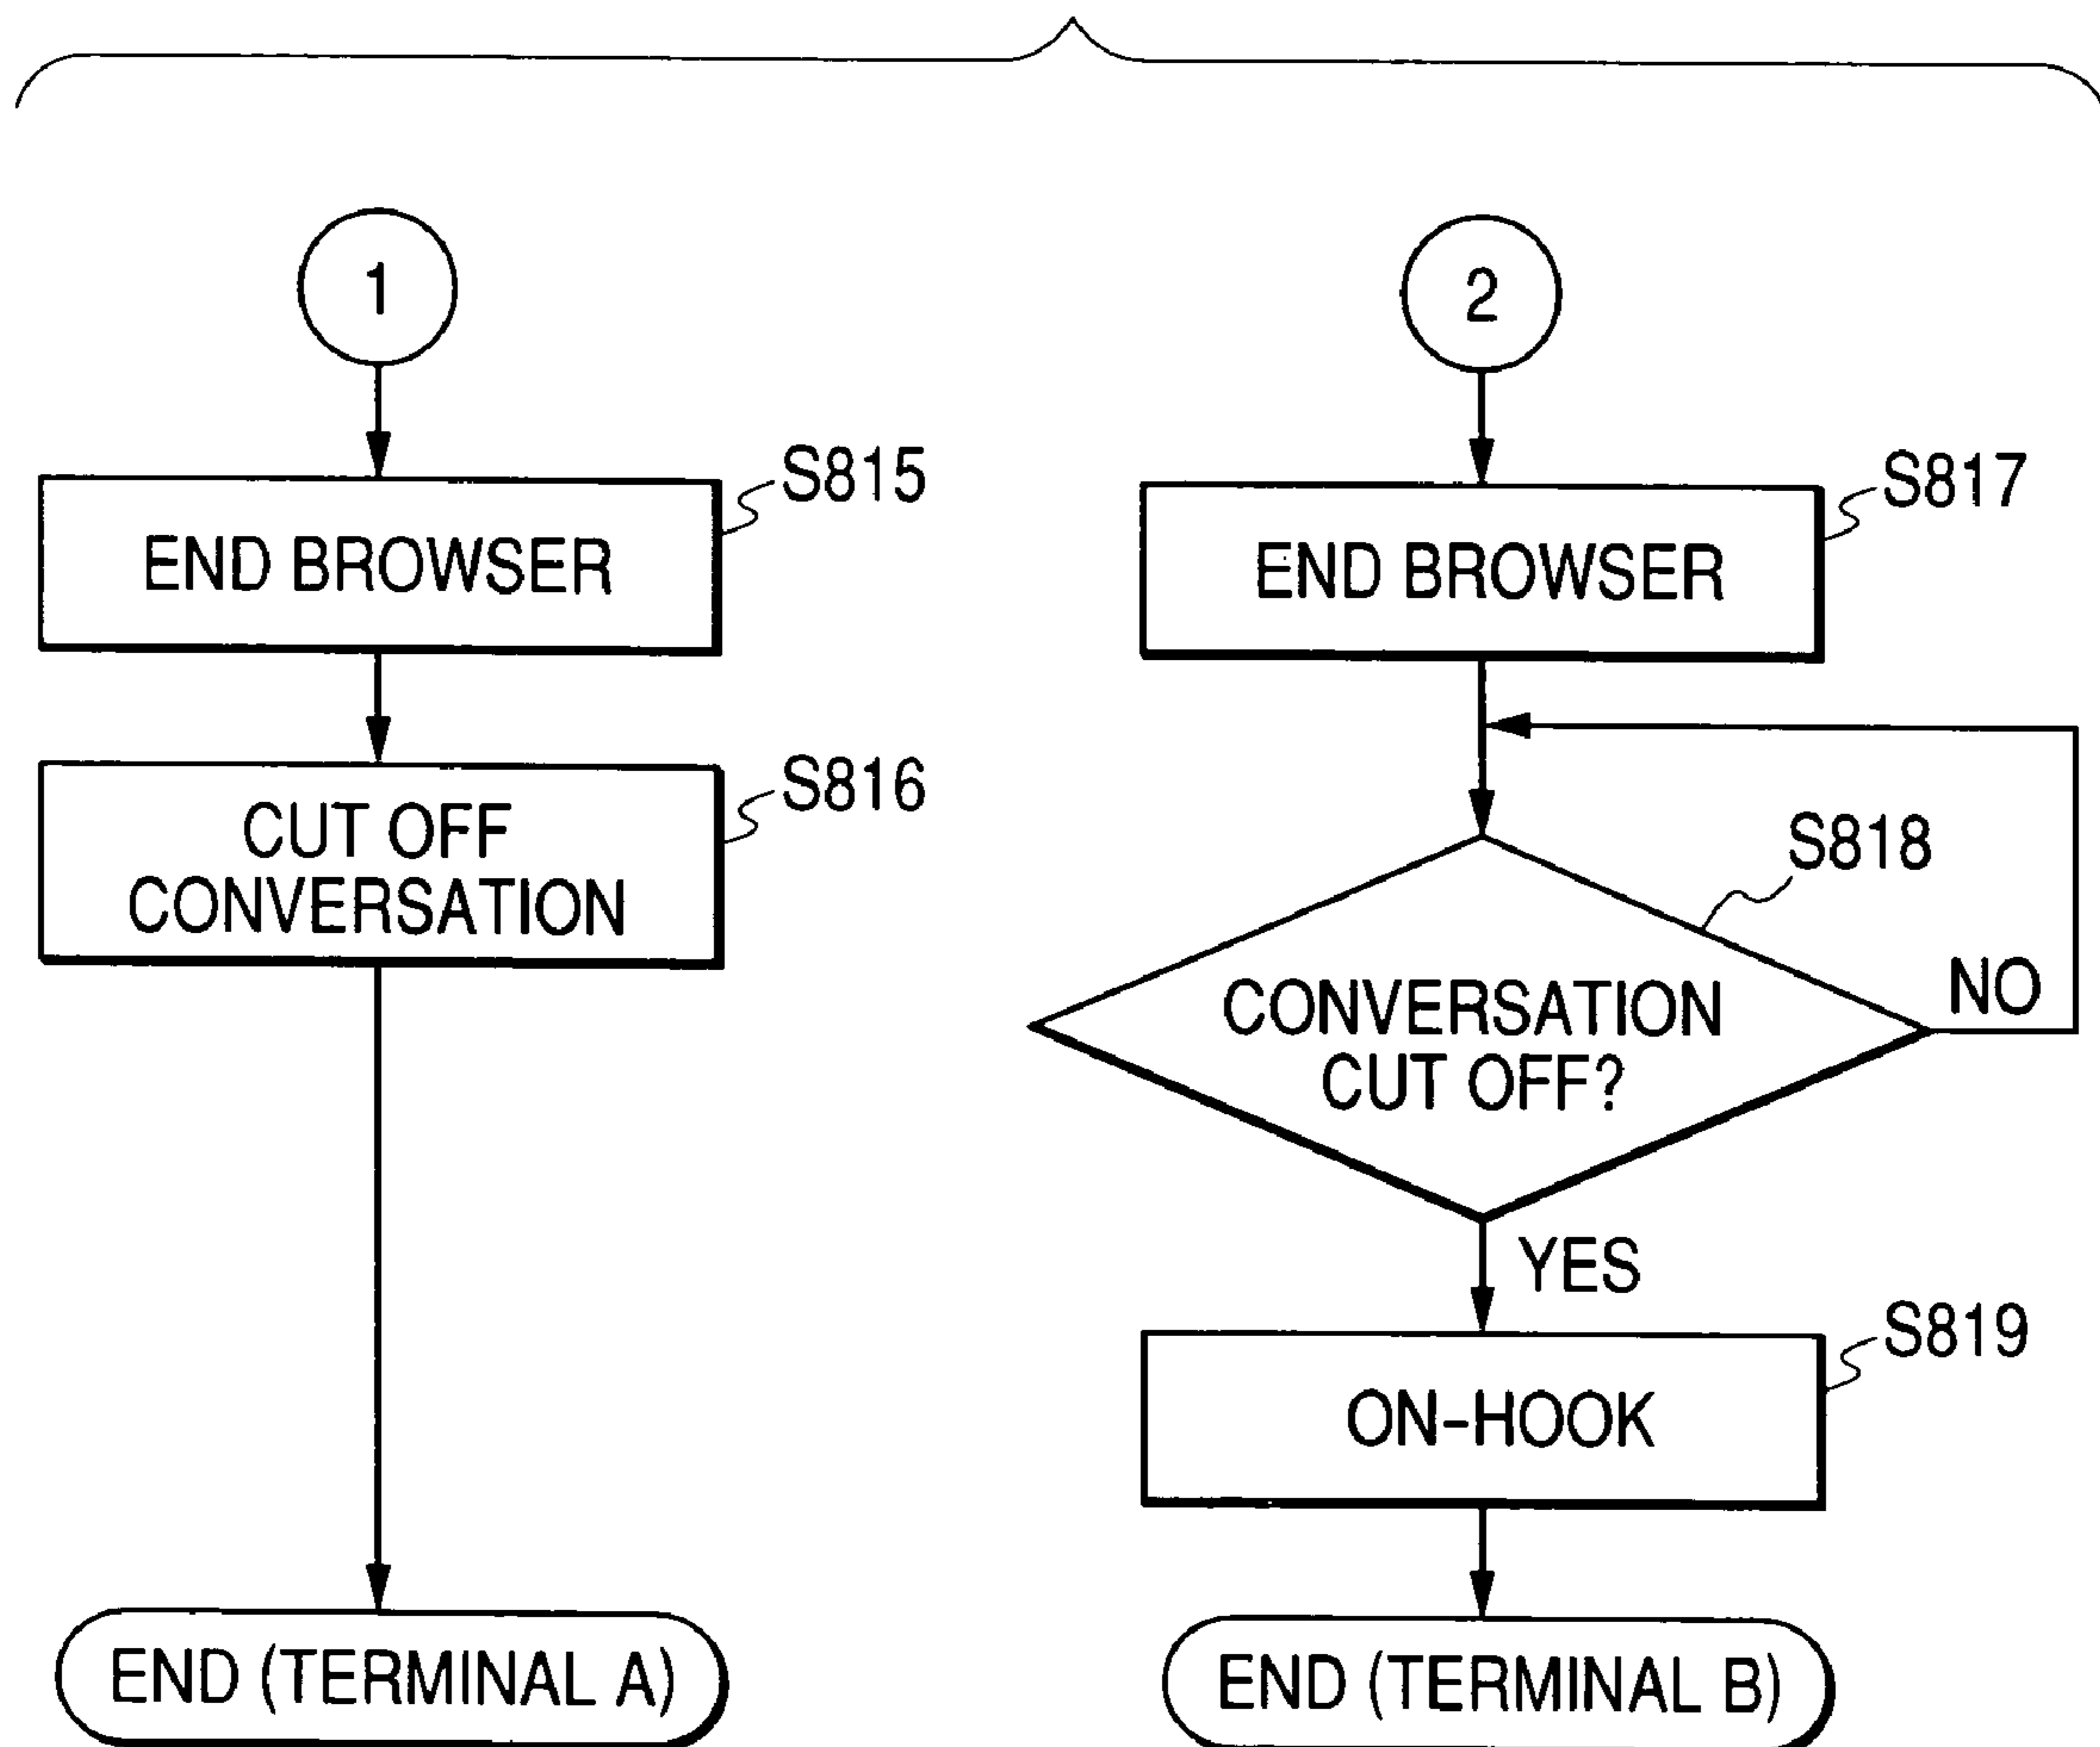 1
S815
END BROWSER
S816
CUT OFF
CONVERSATION
END (TERMINAL A)
2
S817
END BROWSER
S818
CONVERSATION
CUT OFF?
NO
YES
S819
ON-HOOK
END (TERMINAL B)